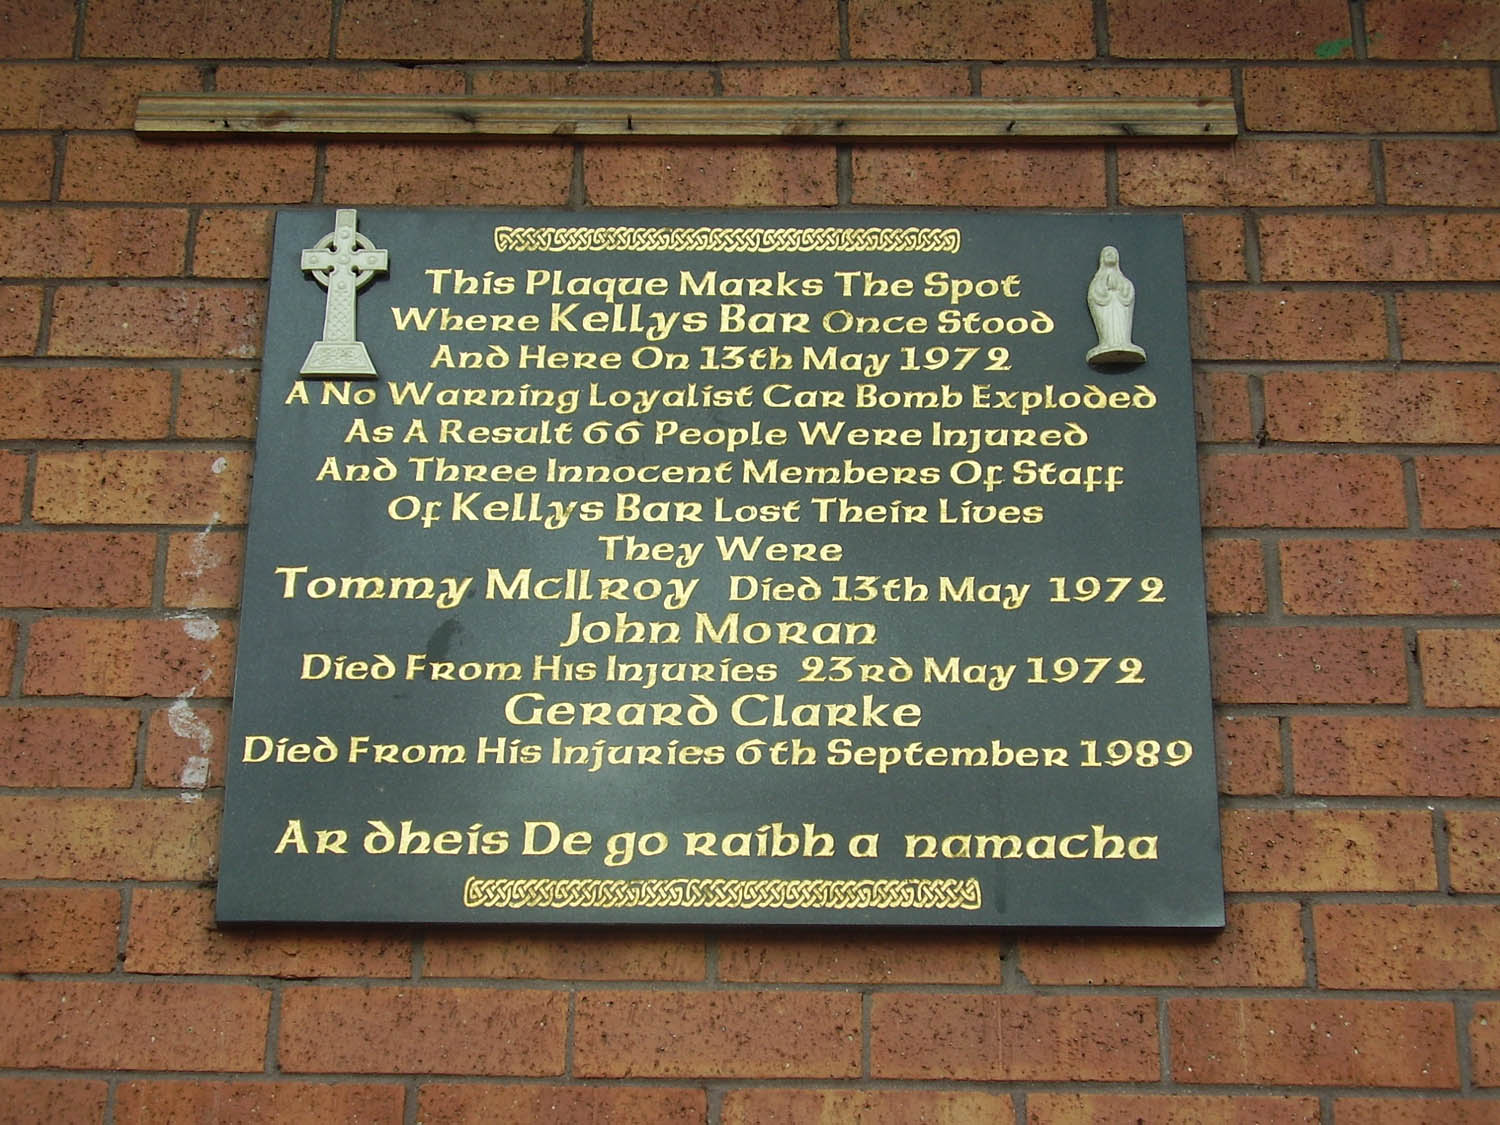 This Plaque Marks The Spot
Where Kellys Bar Once Stood
And Here On 13th May 1972
A No Warning Loyalist Car Bomb Exploded
As A Result 66 People Were Injured
And Three Innocent Members Of Staff
Of Kellys Bar Lost Their Lives
They Were
Tommy McIlroy Died 13th May 1972
John Moran
Died From His Injuries 23rd May 1972
Gerard Clarke
Died From His Injuries 6th September 1989
Ar dheis De go raibh a namacha